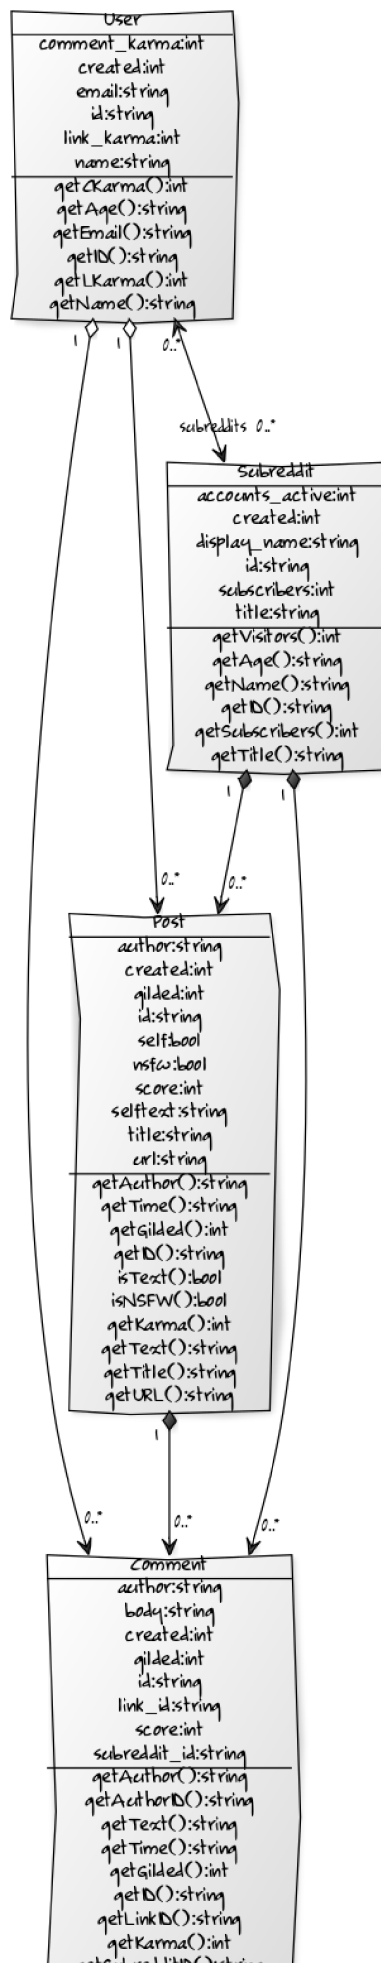 User
comment_karma:int
created:int
email:string
id:string
link_karma:int
name:string
getCKarma():int
getAge():string
getEmail():string
getID():string
getLKarma():int
getName():string
1
1
0..*
subreddits 0..*
Subreddit
accounts_active:int
created:int
display_name:string
id:string
subscribers:int
title:string
getVisitors():int
getAge():string
getName():string
getID():string
getSubscribers():int
getTitle():string
1
1
0..*
0..*
Post
author:string
created:int
gilded:int
id:string
self:bool
nsfw:bool
score:int
selftext:string
title:string
url:string
getAuthor():string
getTime():string
getGilded():int
getID():string
isText():bool
isNSFW():bool
getKarma():int
getText():string
getTitle():string
getURL():string
1
0..*
0..*
0..*
Comment
author:string
body:string
created:int
gilded:int
id:string
link_id:string
score:int
subreddit_id:string
getAuthor():string
getAuthorID():string
getText():string
getTime():string
getGilded():int
getID():string
getLinkID():string
getKarma():int